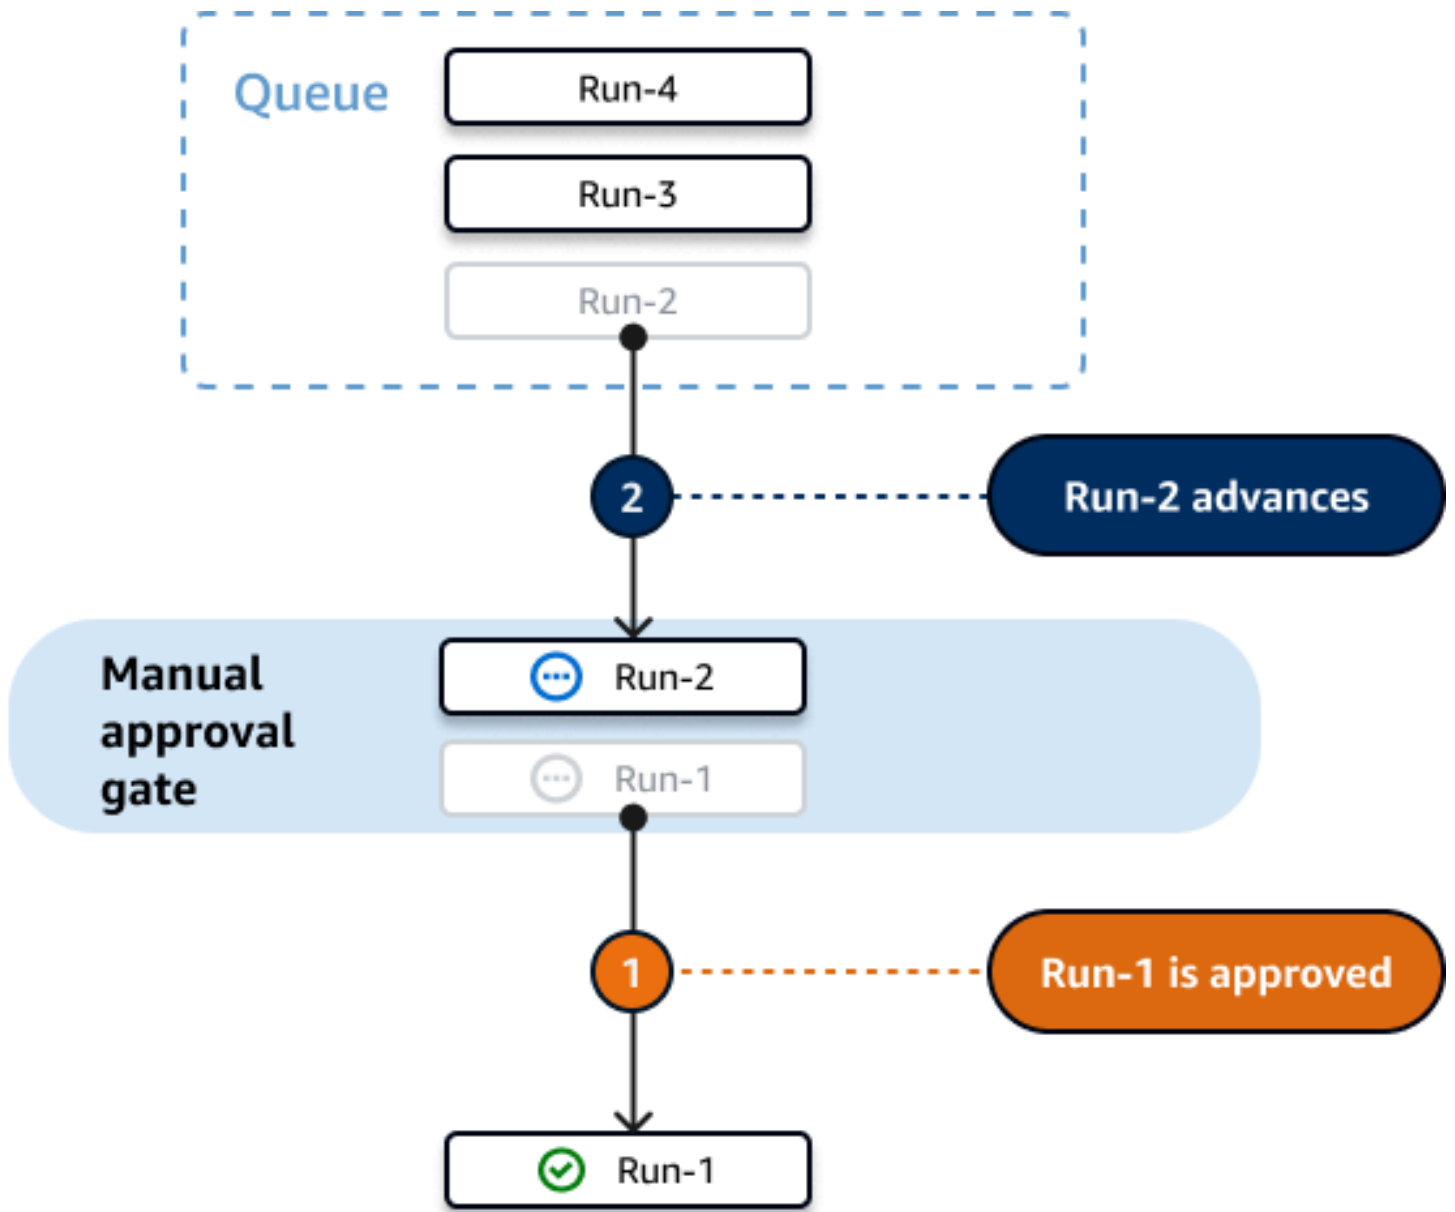 Queue
Run-4
Run-3
Run-2
2
Run-2 advances
Manual
approval
gate
Run-2
Run-1
1
Run-1 is approved
Run-1